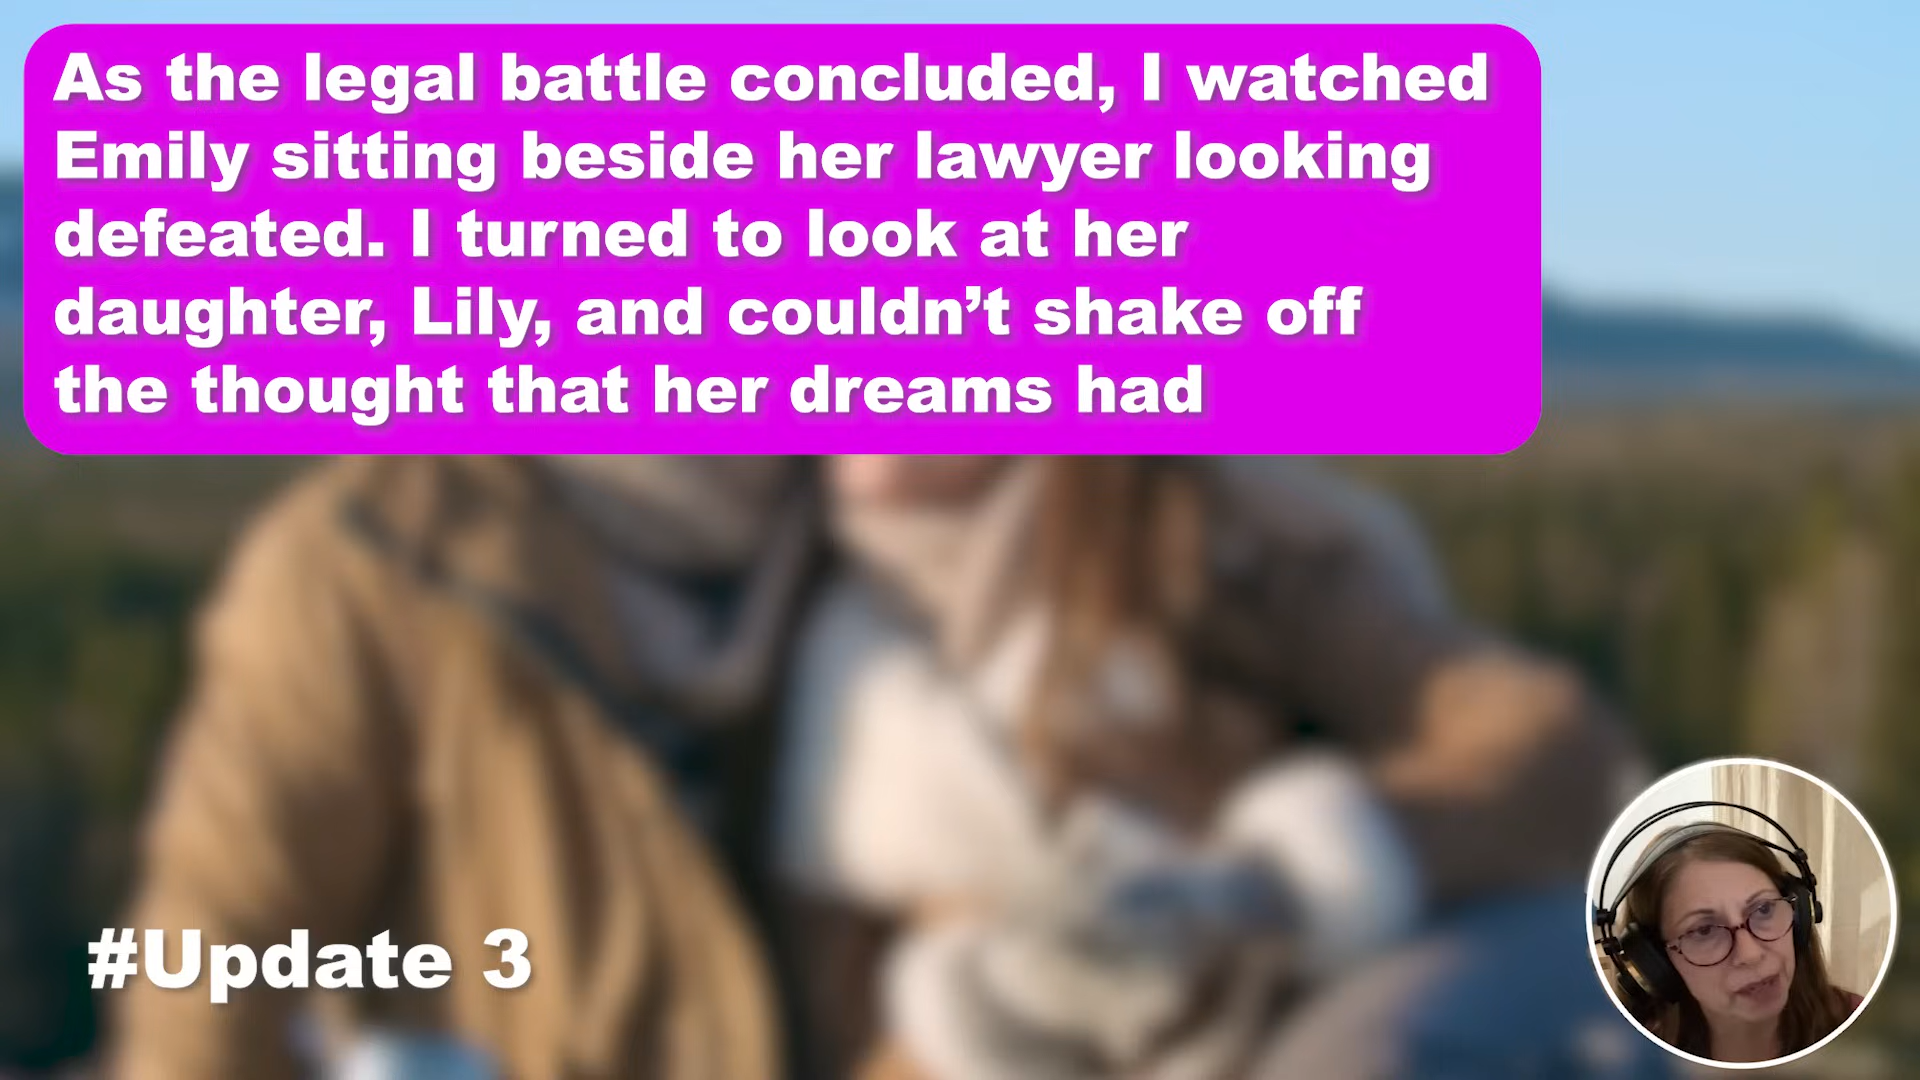 As the legal battle concluded, I watched
Emily sitting beside her lawyer looking
defeated. I turned to look at her
daughter, Lily, and couldn’t shake off
the thought that her dreams had
#Update 3